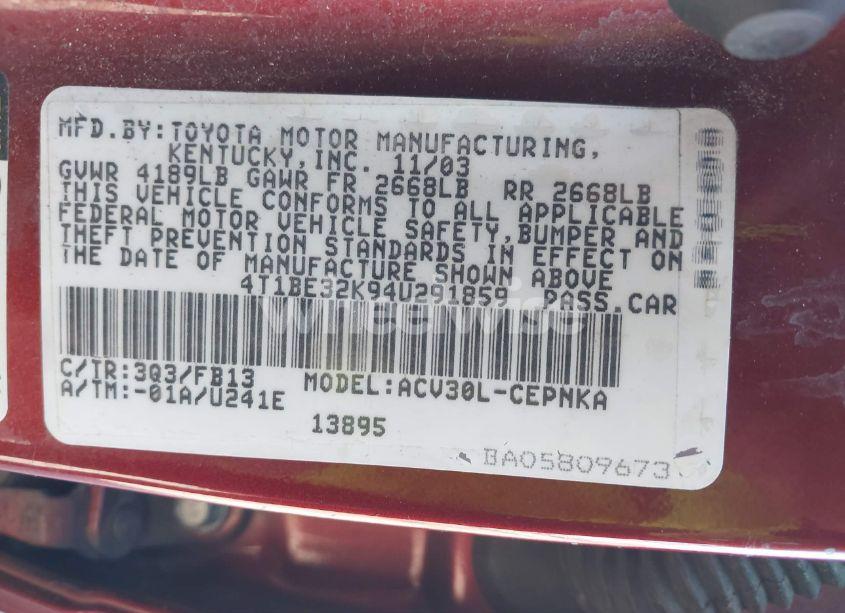 MFD.BY:TOYOTA MOTOR MANUFACTURING,
KENTUCKY,INC. 11/03
GVWR 4189LB GAWR FR 2668LB RR 2668LB
THIS VEHICLE CONFORMS TO ALL APPLICABLE
FEDERAL MOTOR VEHICLE SAFETY,BUMPER AND
THEFT PREVENTION STANDARDS IN EFFECT ON
THE DATE OF MANUFACTURE SHOWN ABOVE
4T1BE32K94U291859 PASS.CAR
wheelwise
C/TR:3Q3/FB13 MODEL:ACV30L-CEPNKA
A/TM:-01A/U241E
13895
BA05809673